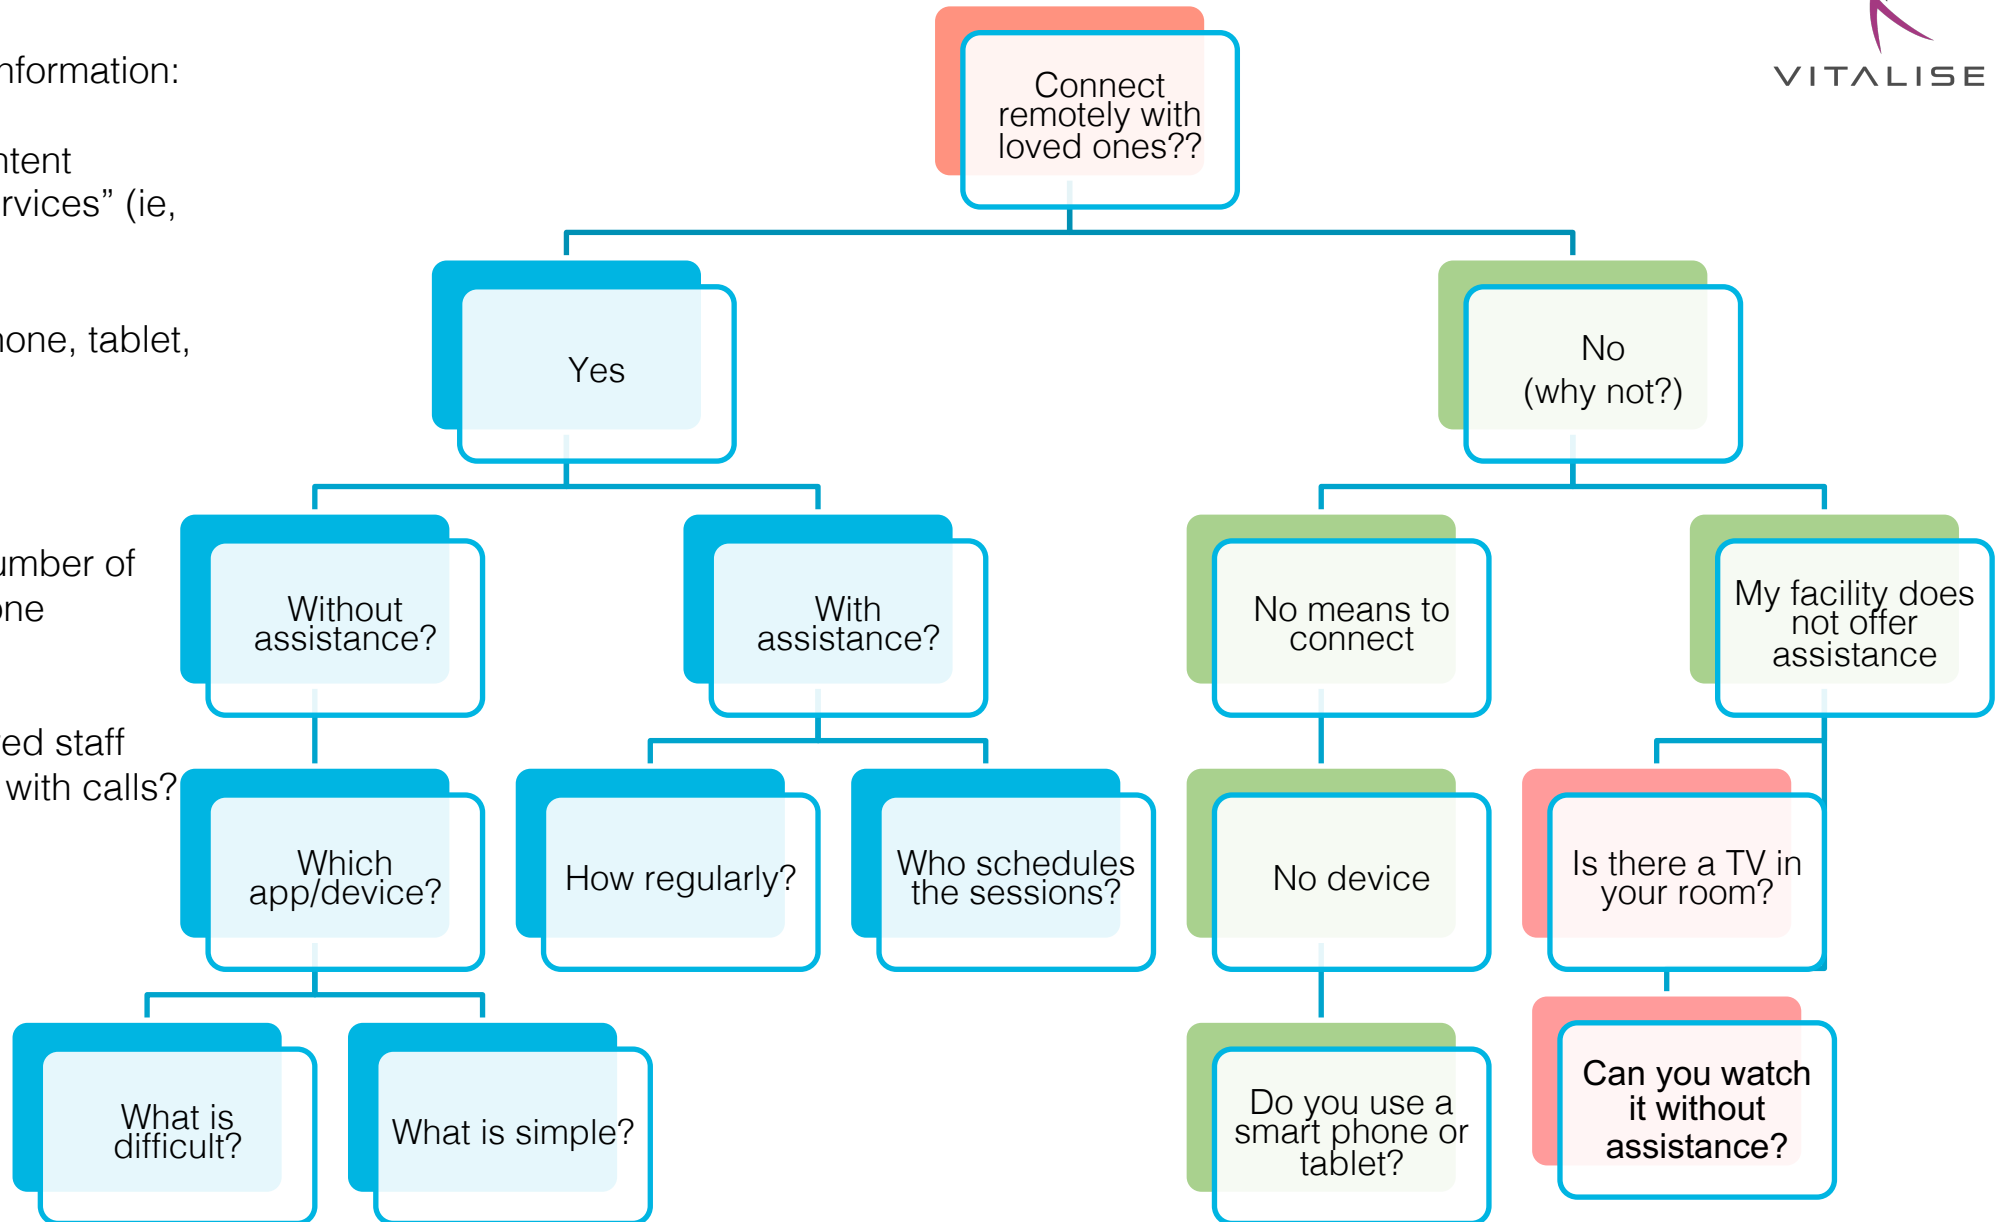 nformation:
ntent
rvices” (ie,
none, tablet,
umber of
one
ed staff
with calls?
VITALISE
Connect
remotely with
loved ones??
Yes
No
(why not?)
Without
assistance?
With
assistance?
No means to
connect
My facility does
not offer
assistance
Which
app/device?
How regularly?
Who schedules
the sessions?
No device
Is there a TV in
your room?
What is
difficult?
What is simple?
Do you use a
smart phone or
tablet?
Can you watch
it without
assistance?